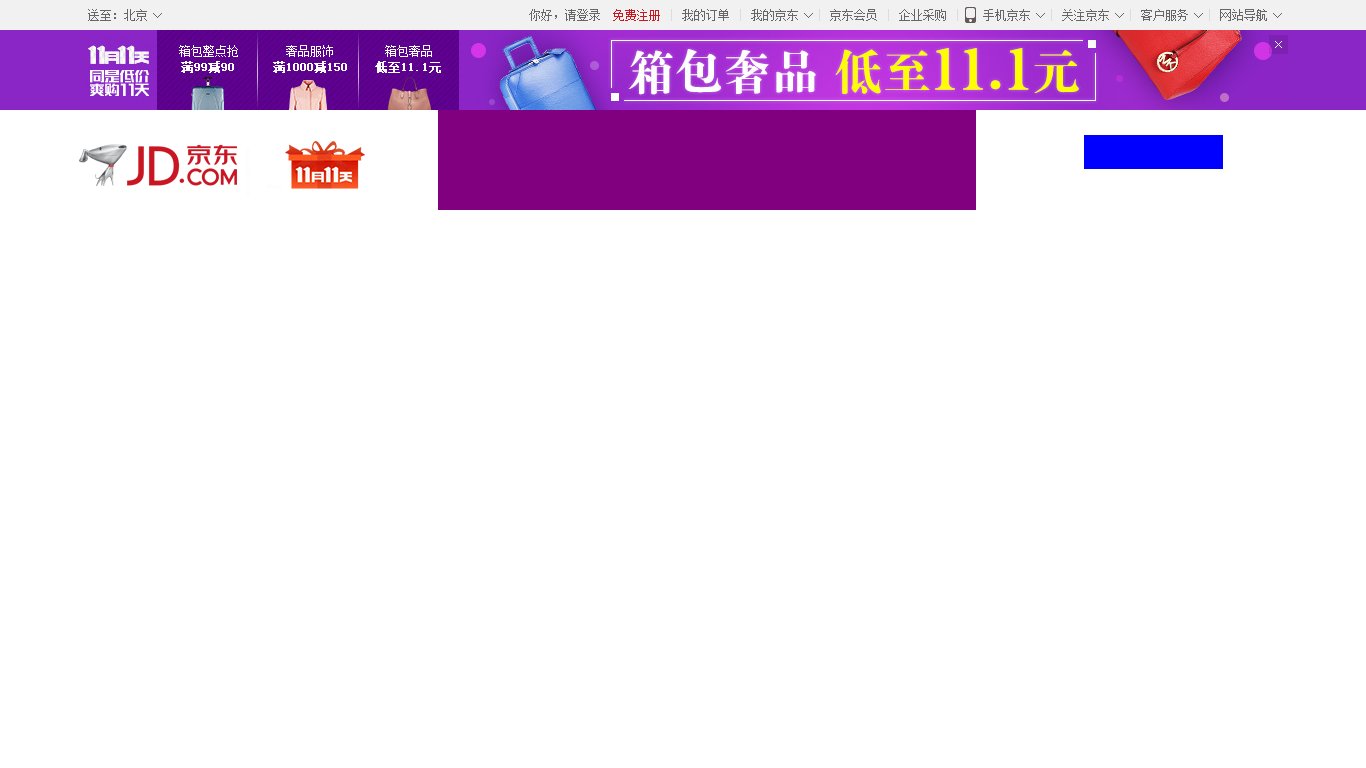 送至：北京
你好，请登录 免费注册 我的订单 我的京东 京东会员 企业采购 手机京东 关注京东 客户服务 网站导航
11月11天
同是低价
爽购11天
箱包整点抢
满99减90
奢品服饰
满1000减150
箱包奢品
低至11.1元
箱包奢品 低至11.1元
JD.COM 京东
11月11天